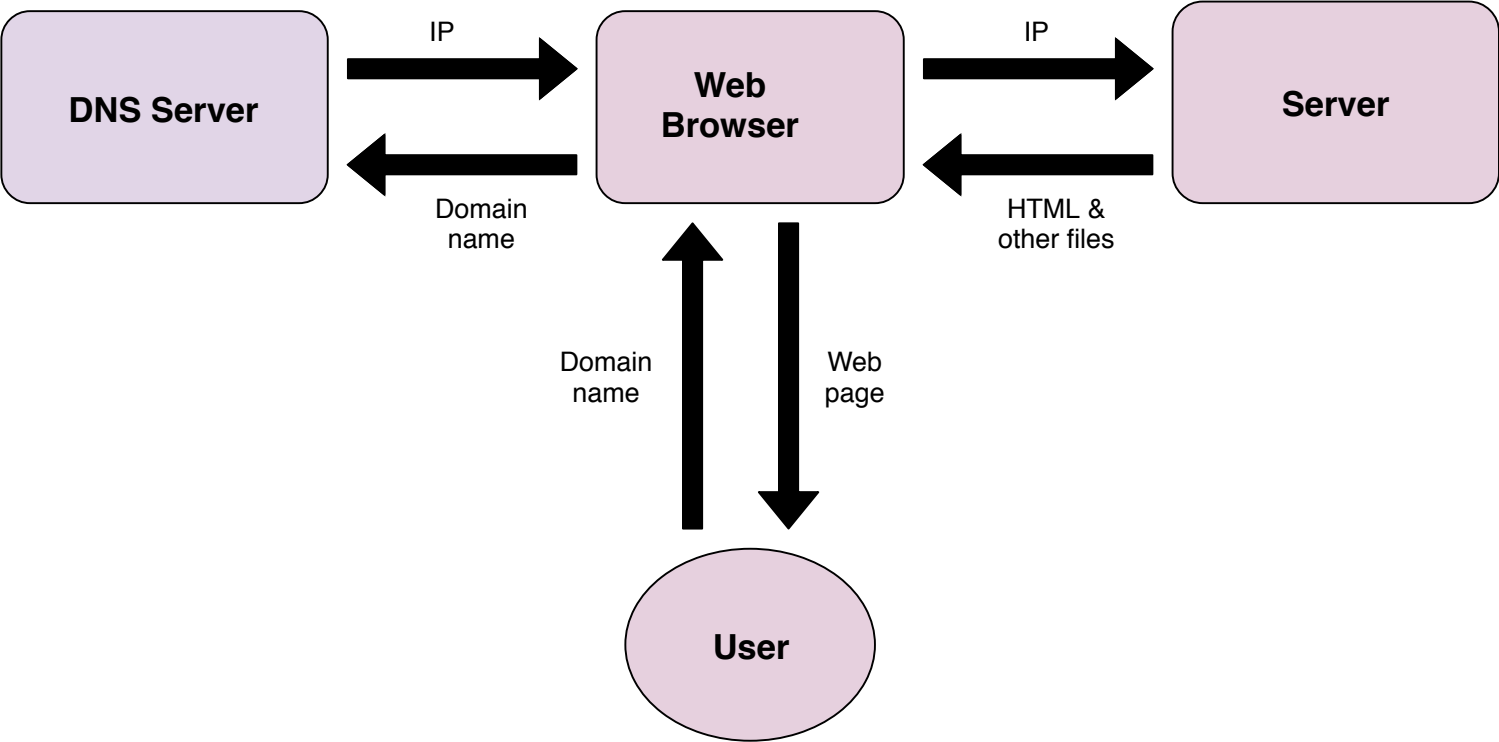 IP
IP
DNS Server
Web
Browser
Server
Domain
name
HTML &
other files
Domain
name
Web
page
User